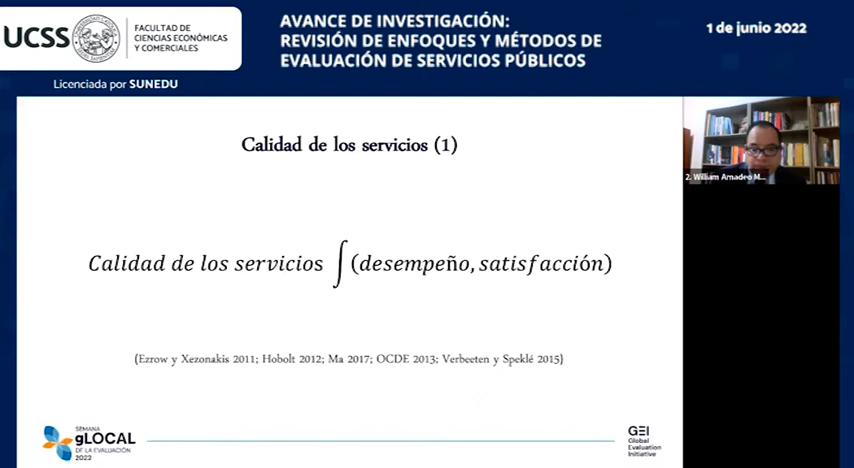 UCSS
FACULTAD DE
CIENCIAS ECONÓMICAS
Y COMERCIALES
Licenciada por SUNEDU
AVANCE DE INVESTIGACIÓN:
REVISIÓN DE ENFOQUES Y MÉTODOS DE
EVALUACIÓN DE SERVICIOS PÚBLICOS
1 de junio 2022
Calidad de los servicios (1)
Calidad de los servicios ∫(desempeño, satisfacción)
(Ezrow y Xezonakis 2011; Hobolt 2012; Ma 2017; OCDE 2013; Verbeeten y Speklé 2015)
2. William Amadeo M...
SEMANA
gLOCAL
DE LA EVALUACIÓN
2022
GEI
Global
Evaluation
Initiative